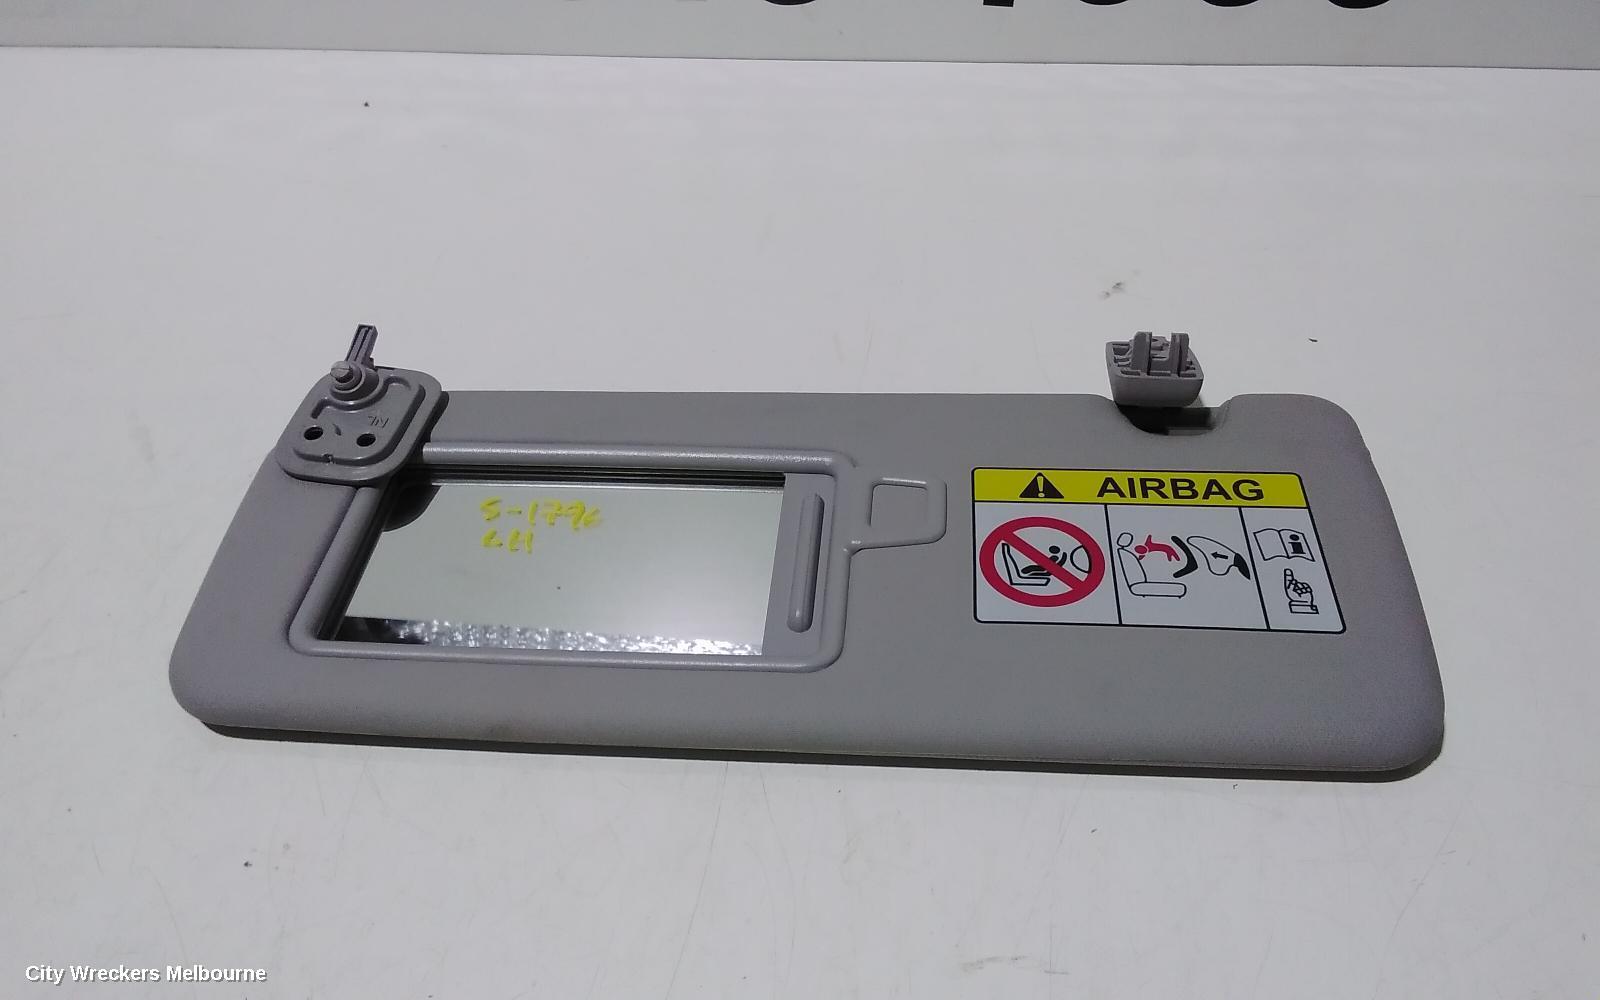 S-1796
LH
AIRBAG
City Wreckers Melbourne